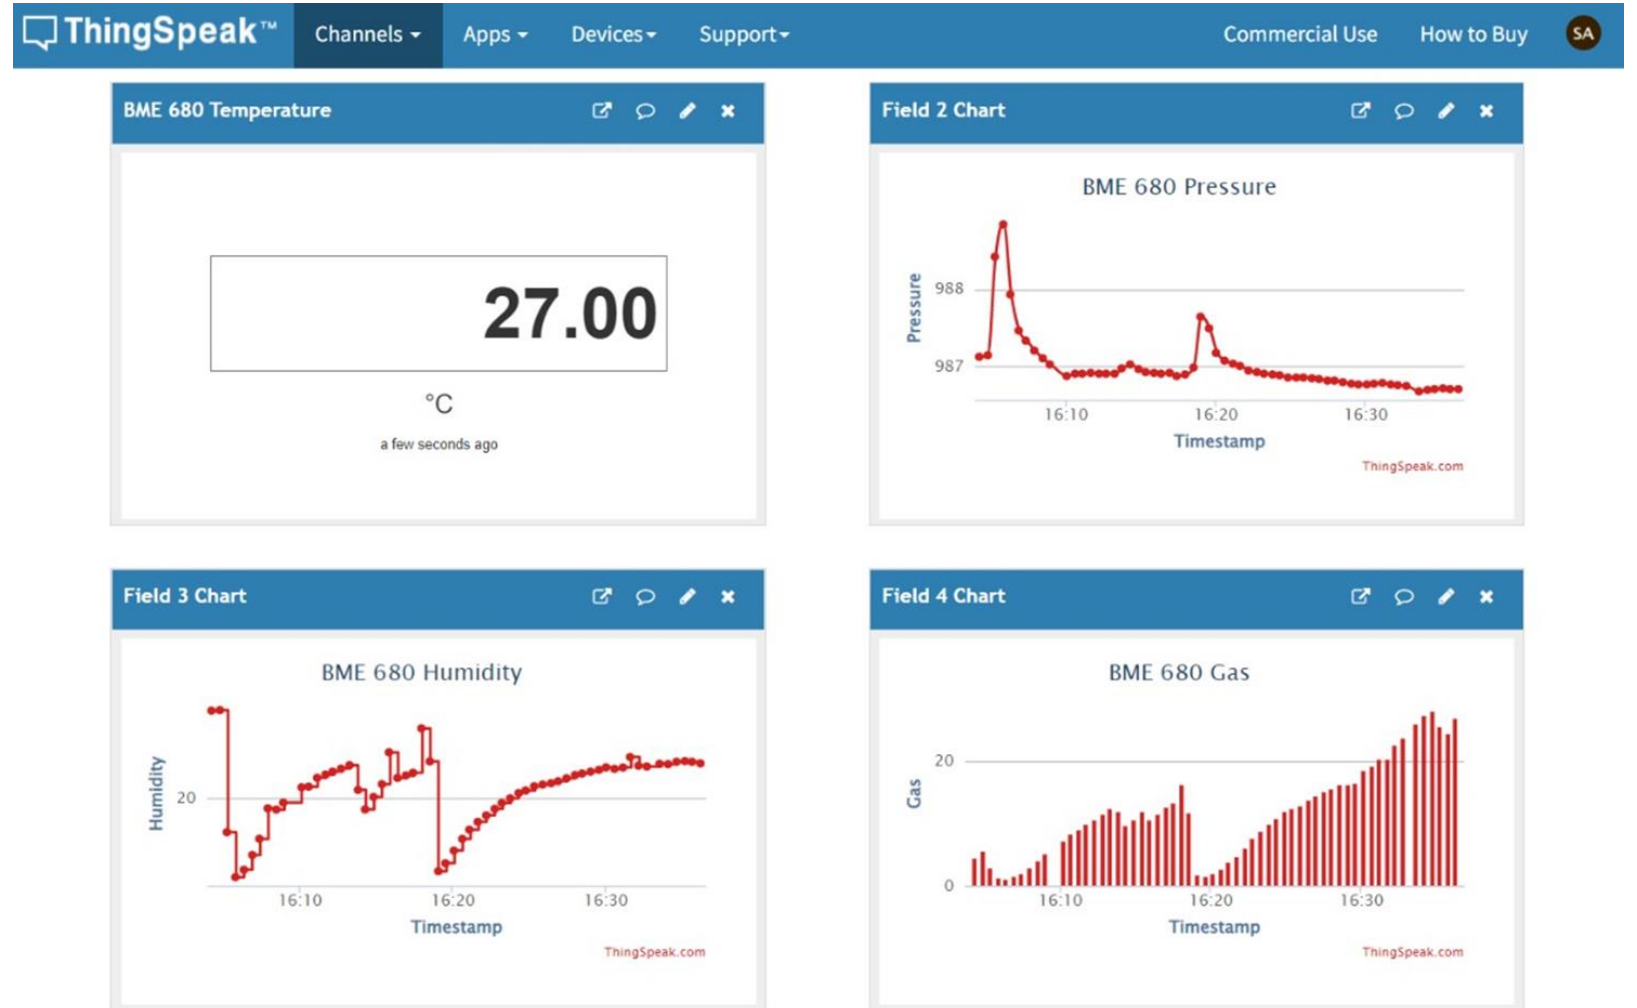 ThingSpeak™ Channels Apps Devices Support Commercial Use How to Buy SA
BME 680 Temperature
27.00
°C
a few seconds ago
Field 2 Chart
BME 680 Pressure
Pressure
988
987
16:10 16:20 16:30
Timestamp
ThingSpeak.com
Field 3 Chart
BME 680 Humidity
Humidity
20
16:10 16:20 16:30
Timestamp
ThingSpeak.com
Field 4 Chart
BME 680 Gas
Gas
20
0
16:10 16:20 16:30
Timestamp
ThingSpeak.com